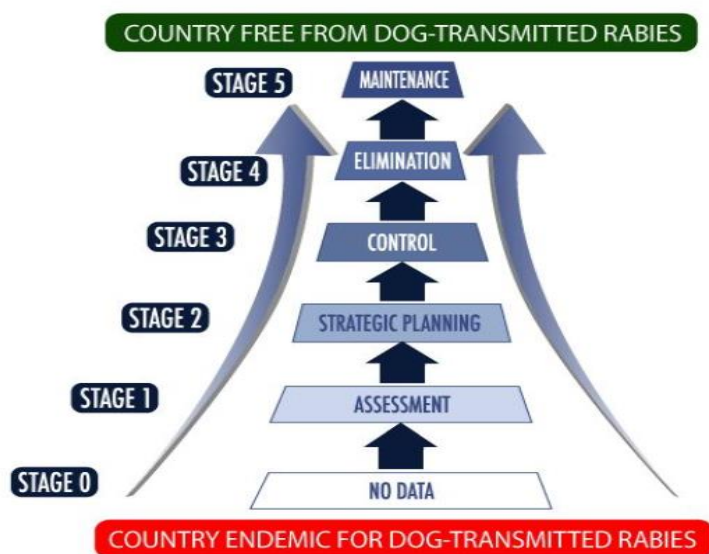 COUNTRY FREE FROM DOG-TRANSMITTED RABIES
STAGE 5
MAINTENANCE
STAGE 4
ELIMINATION
STAGE 3
CONTROL
STAGE 2
STRATEGIC PLANNING
STAGE 1
ASSESSMENT
STAGE 0
NO DATA
COUNTRY ENDEMIC FOR DOG-TRANSMITTED RABIES